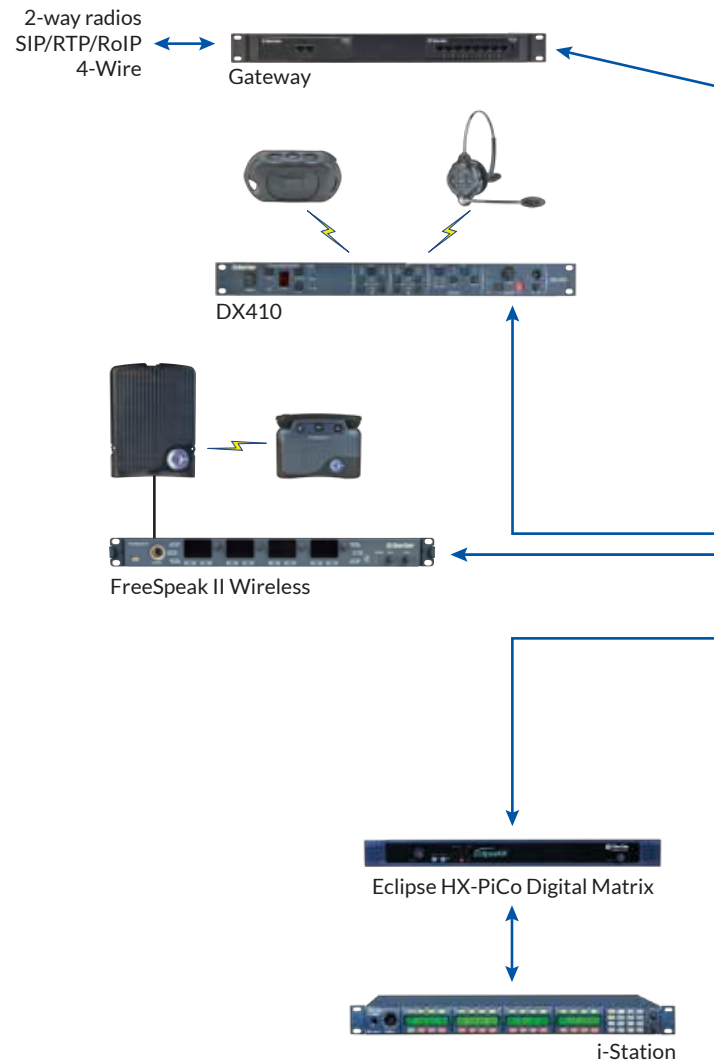 2-way radios
SIP/RTP/RoIP
4-Wire
Gateway
DX410
FreeSpeak II Wireless
Eclipse HX-PiCo Digital Matrix
i-Station